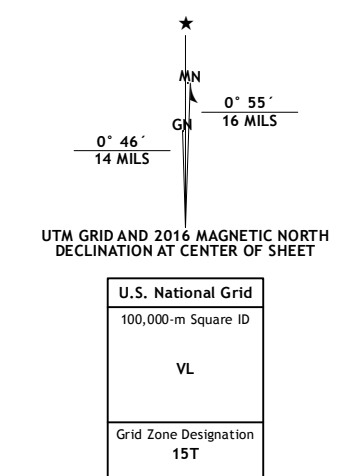 MN
0° 55´
16 MILS
GN
0° 46´
14 MILS
UTM GRID AND 2016 MAGNETIC NORTH
DECLINATION AT CENTER OF SHEET
U.S. National Grid
100,000-m Square ID
VL
Grid Zone Designation
15T